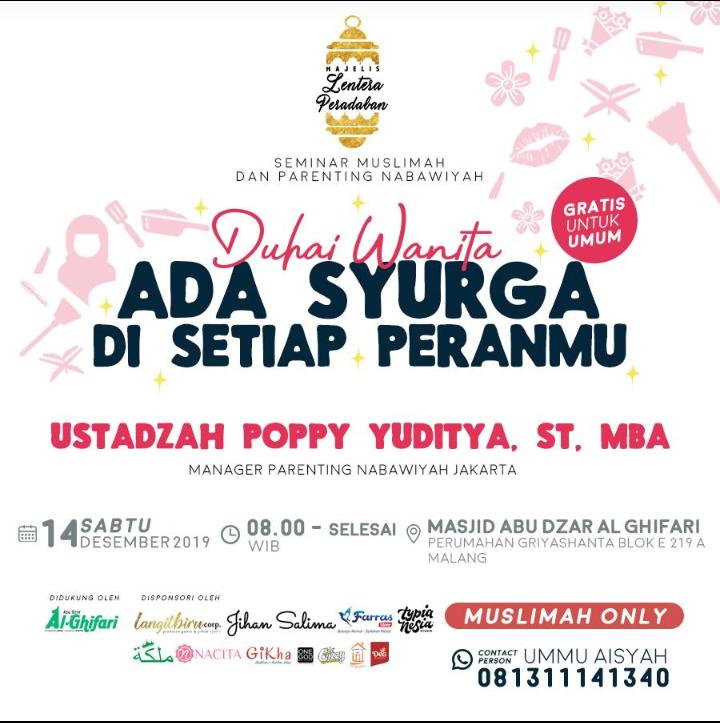 MAJELIS
Lentera
Peradaban
SEMINAR MUSLIMAH
DAN PARENTING NABAWIYAH
GRATIS
UNTUK
UMUM
Duhai Wanita
ADA SYURGA
DI SETIAP PERANMU
USTADZAH POPPY YUDITYA, ST, MBA
MANAGER PARENTING NABAWIYAH JAKARTA
14 SABTU
DESEMBER 2019
08.00 - SELESAI
WIB
MASJID ABU DZAR AL GHIFARI
PERUMAHAN GRIYASHANTA BLOK E 219 A
MALANG
DIDUKUNG OLEH
Al-Ghifari
DISPONSORI OLEH
langitbiru corp.
Jihan Salima
Farras
typia
nesia
ملكة
NACITA
GiKha
ONE
GOD
MUSLIMAH ONLY
CONTACT
PERSON
UMMU AISYAH
081311141340